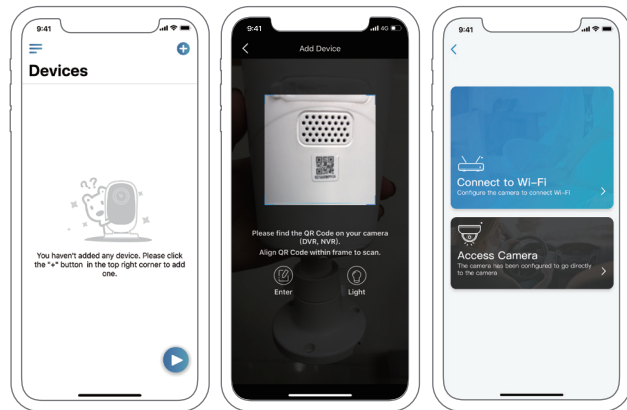 9:41
Devices
You haven't added any device. Please click
the "+" button in the top right corner to add
one.
9:41
4G
Add Device
Please find the QR Code on your camera
(DVR, NVR).
Align QR Code within frame to scan.
Enter
Light
9:41
Connect to Wi-Fi
Configure the camera to connect Wi-Fi
Access Camera
The camera has been configured to go directly
to the camera